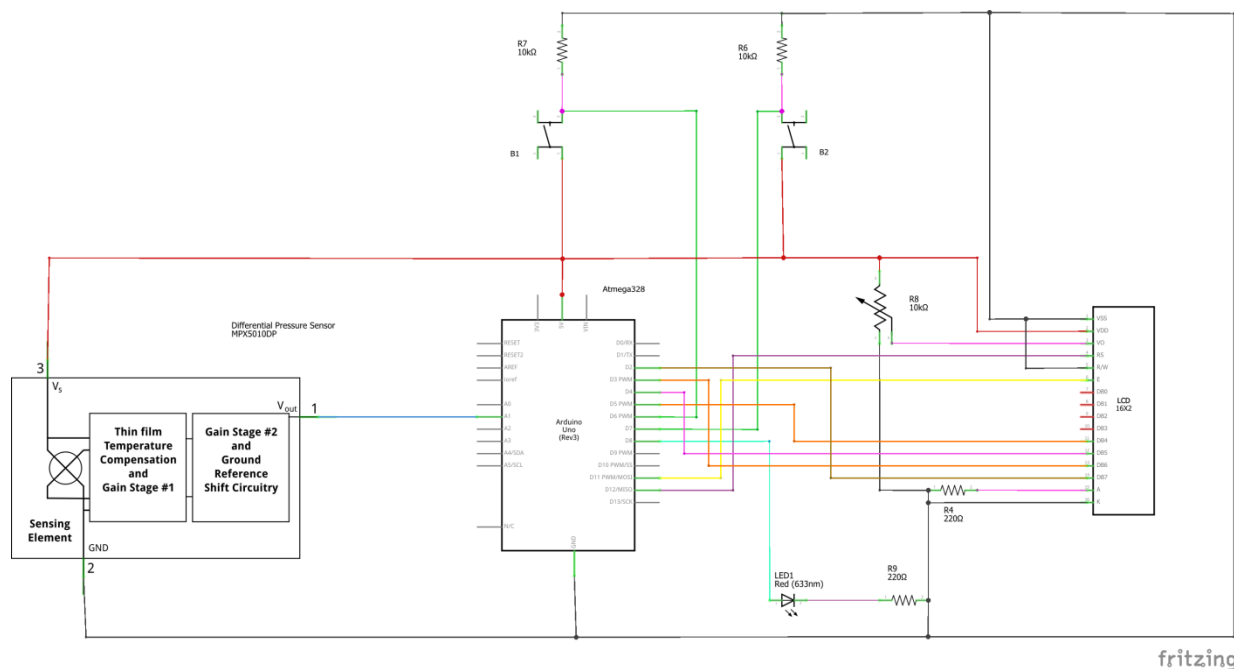 R7
10kΩ
R6
10kΩ
B1
B2
Atmega328
R8
10kΩ
Differential Pressure Sensor
MPX5010DP
3V3
5V
VIN
RESET
RESET2
AREF
ioref
A0
A1
A2
A3
A4/SDA
A5/SCL
N/C
D0/RX
D1/TX
D2
D3 PWM
D4
D5 PWM
D6 PWM
D7
D8
D9 PWM
D10 PWM/SS
D11 PWM/MOSI
D12/MISO
D13/SCK
Arduino
Uno
(Rev3)
GND
VSS
VDD
VO
RS
R/W
E
DB0
DB1
DB2
DB3
DB4
DB5
DB6
DB7
A
K
LCD
16X2
3
Vs
Vout
1
Thin film
Temperature
Compensation
and
Gain Stage #1
Gain Stage #2
and
Ground
Reference
Shift Circuitry
Sensing
Element
GND
2
R4
220Ω
LED1
Red (633nm)
R9
220Ω
fritzing